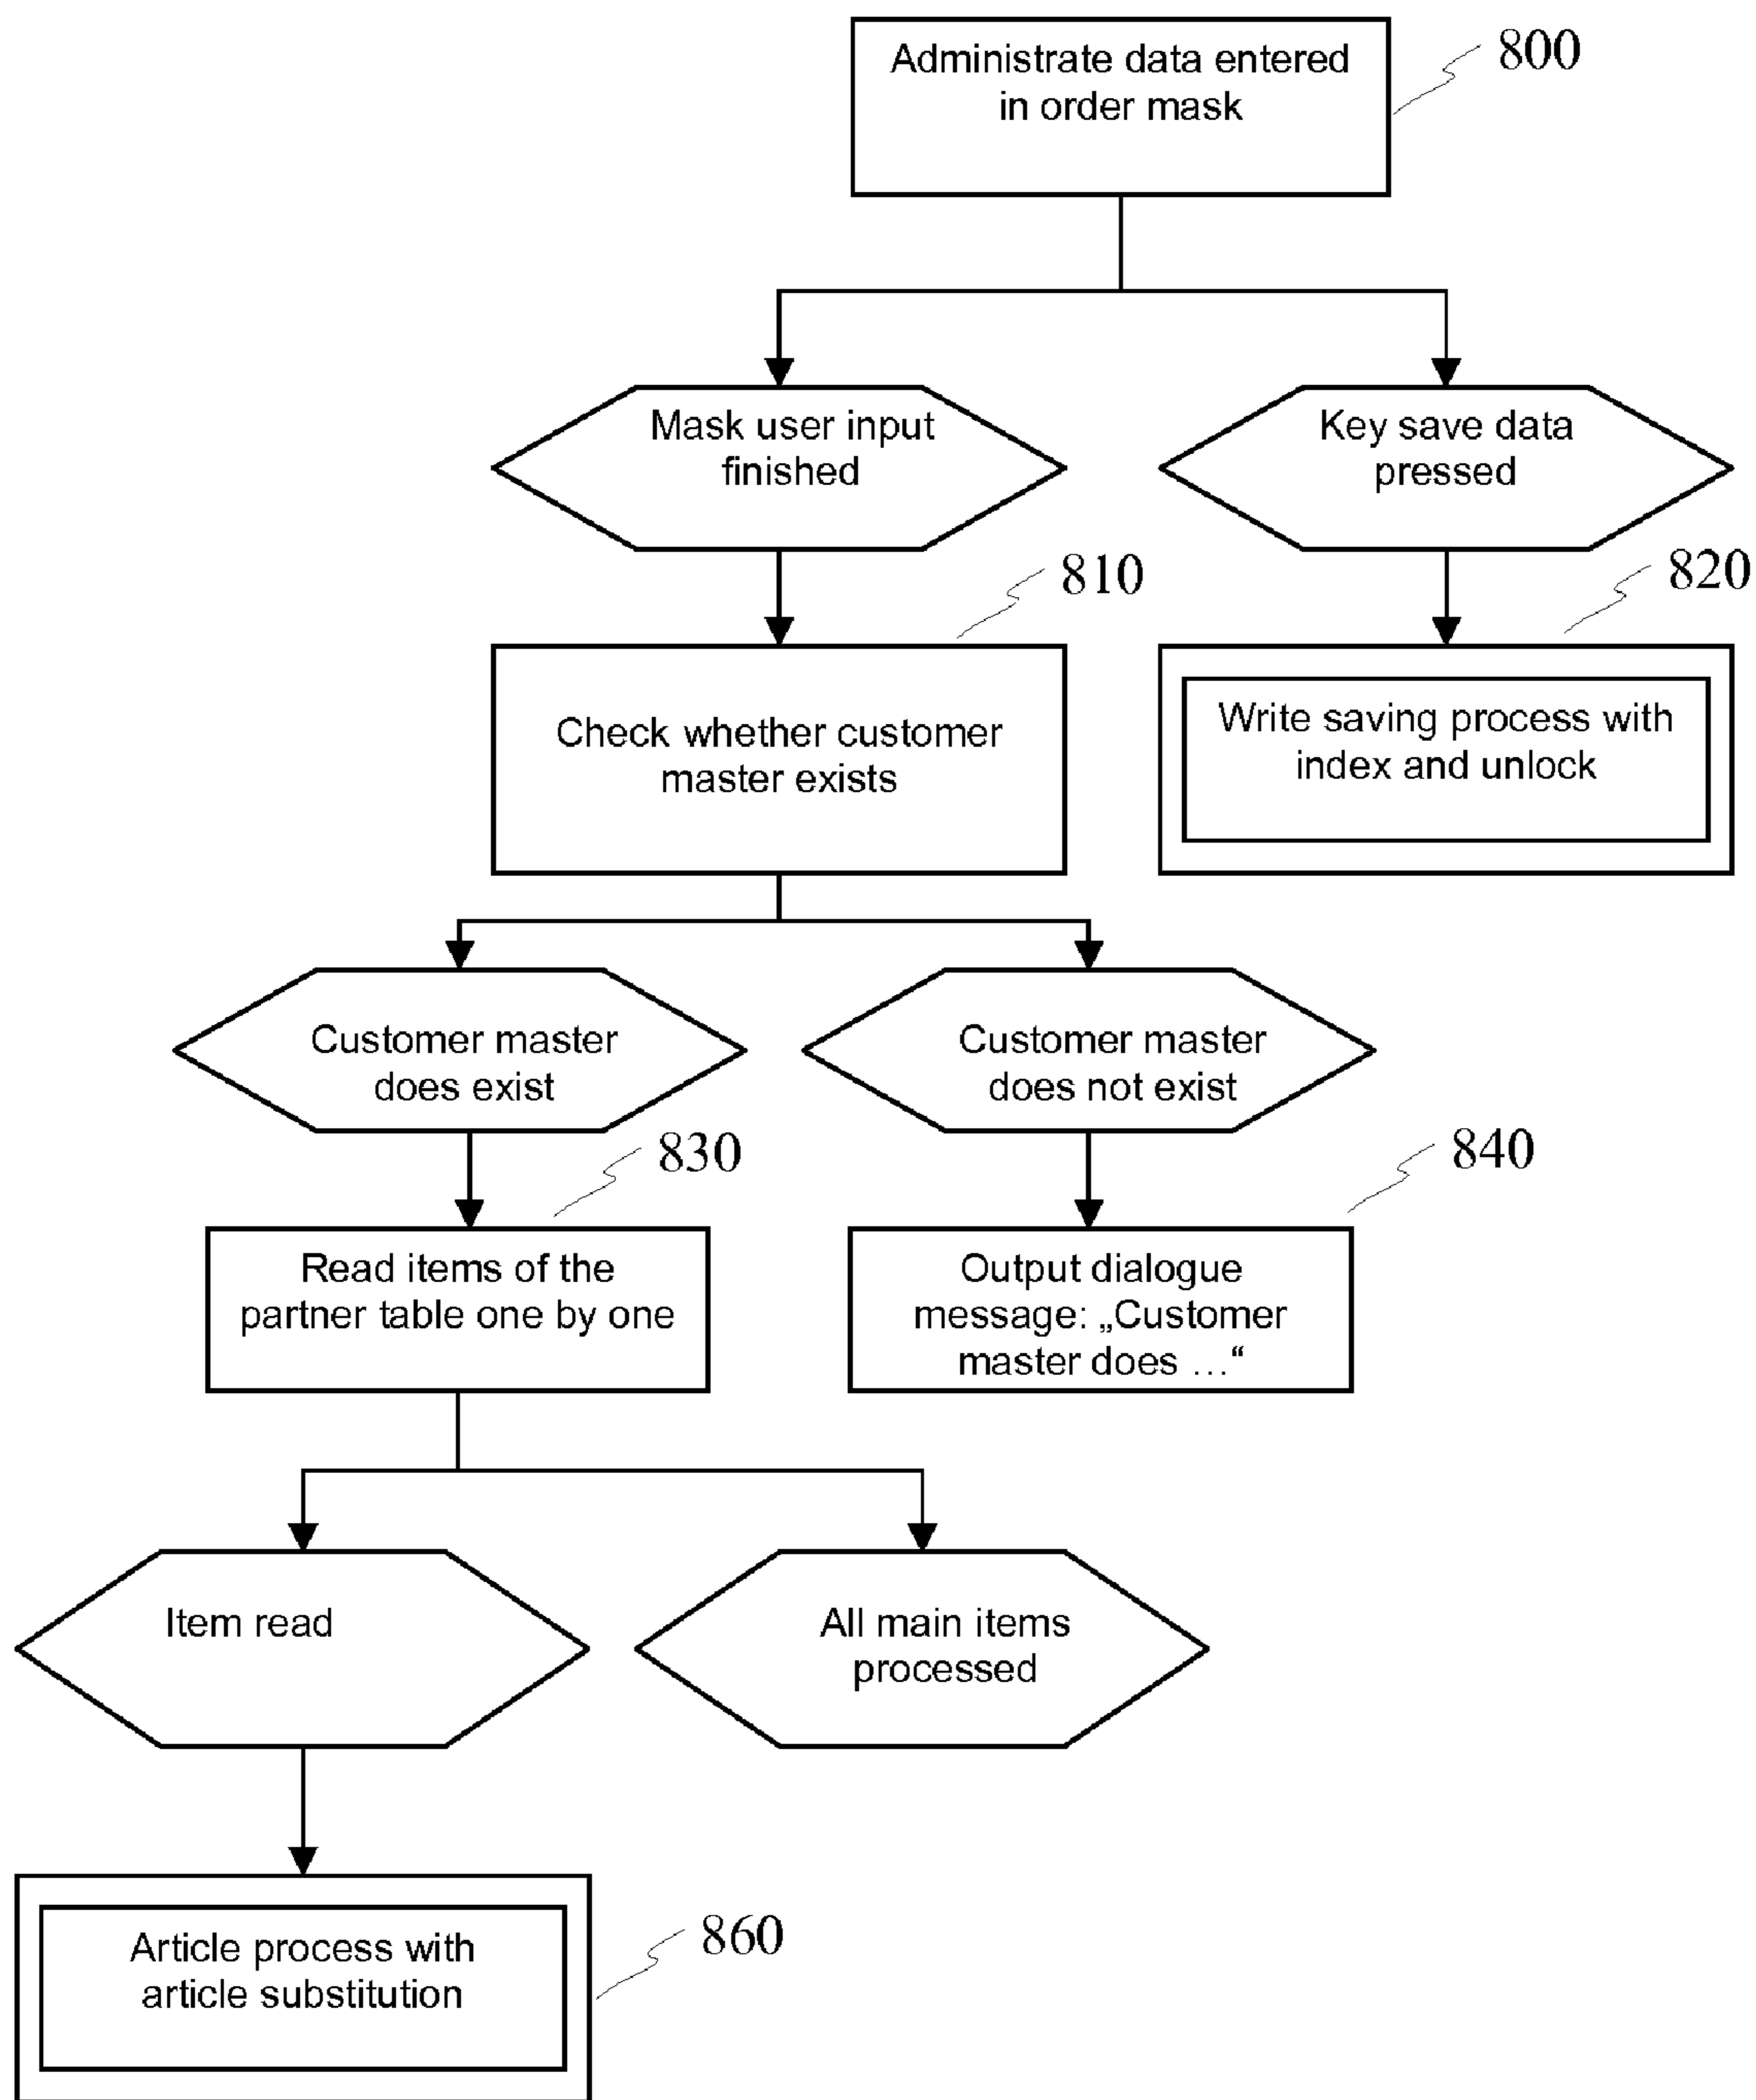 Administrate data entered
in order mask
800
Mask user input
finished
Key save data
pressed
810
820
Check whether customer
master exists
Write saving process with
index and unlock
Customer master
does exist
Customer master
does not exist
830
840
Read items of the
partner table one by one
Output dialogue
message: „Customer
master does …“
Item read
All main items
processed
Article process with
article substitution
860